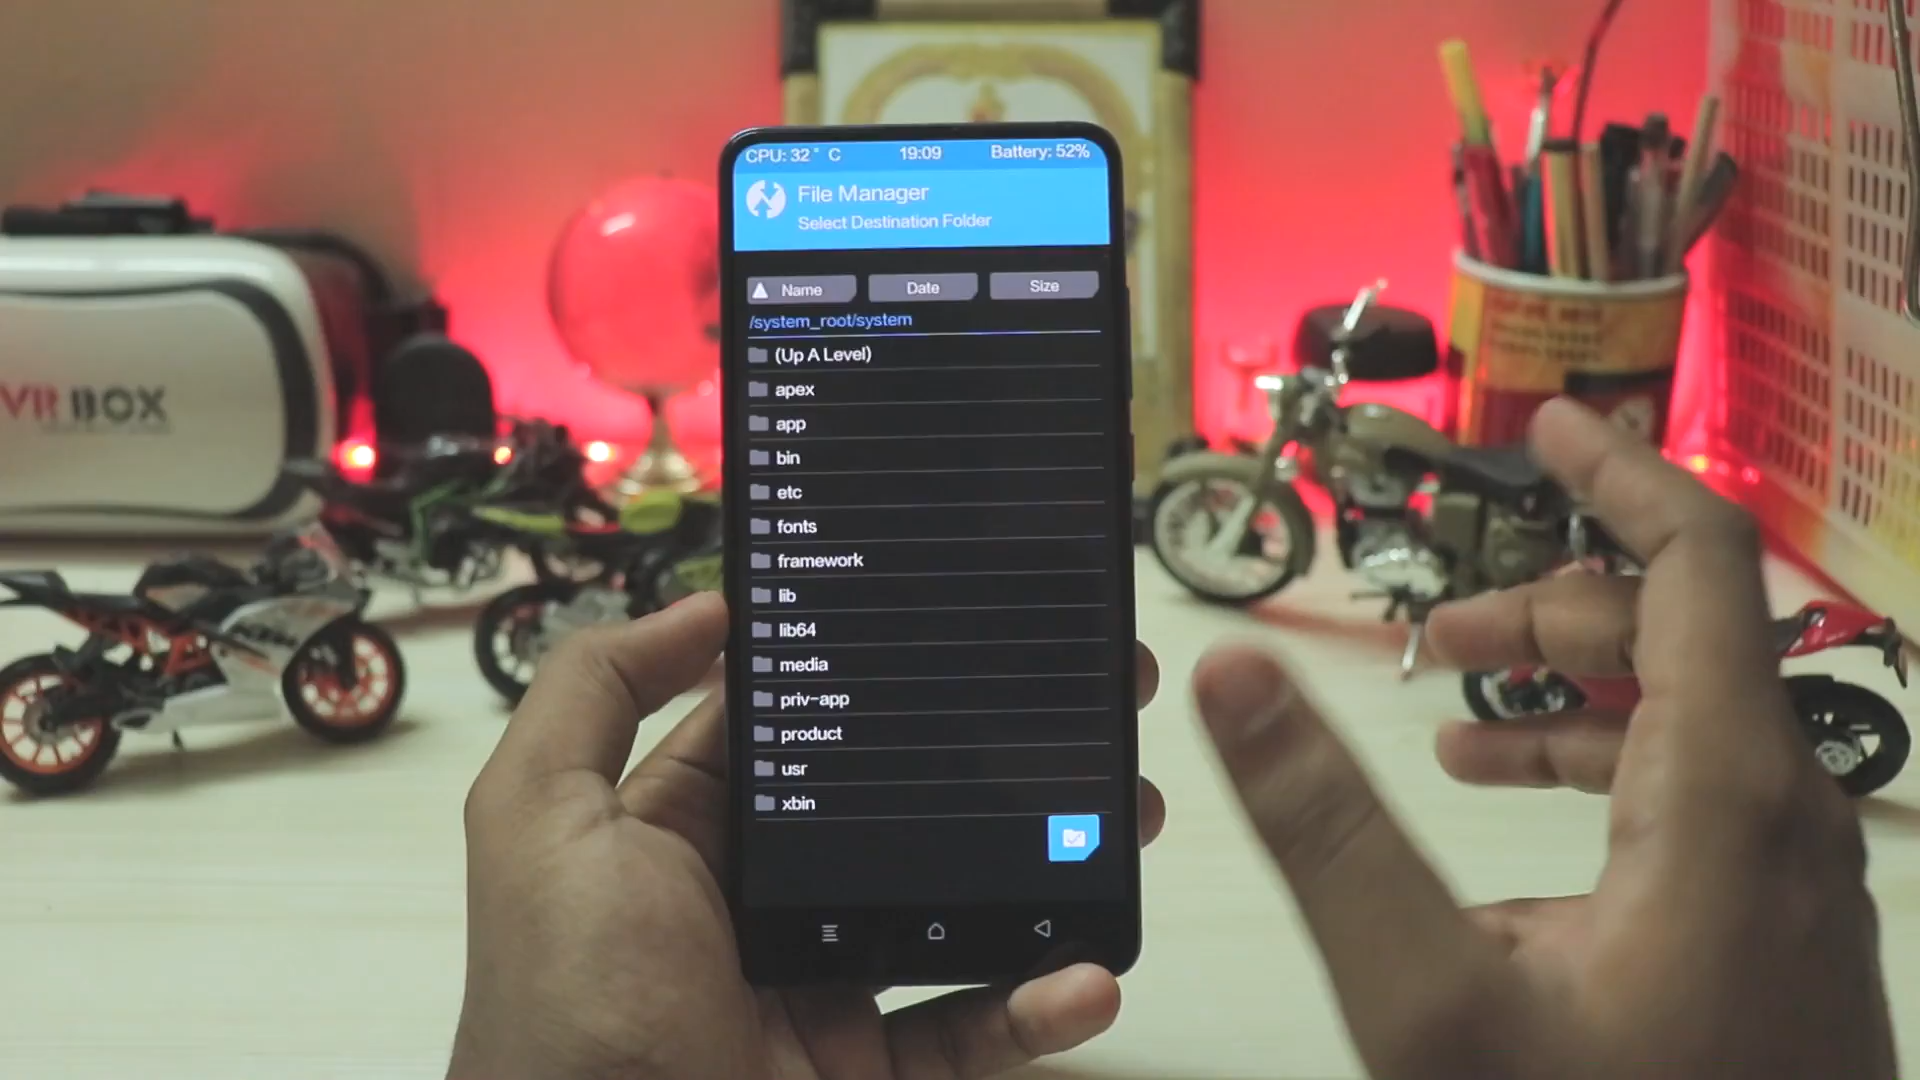 CPU: 32 ° C 19:09 Battery: 52%
File Manager
Select Destination Folder
Name Date Size
/system_root/system
(Up A Level)
apex
app
bin
etc
fonts
framework
lib
lib64
media
priv-app
product
usr
xbin
VR BOX